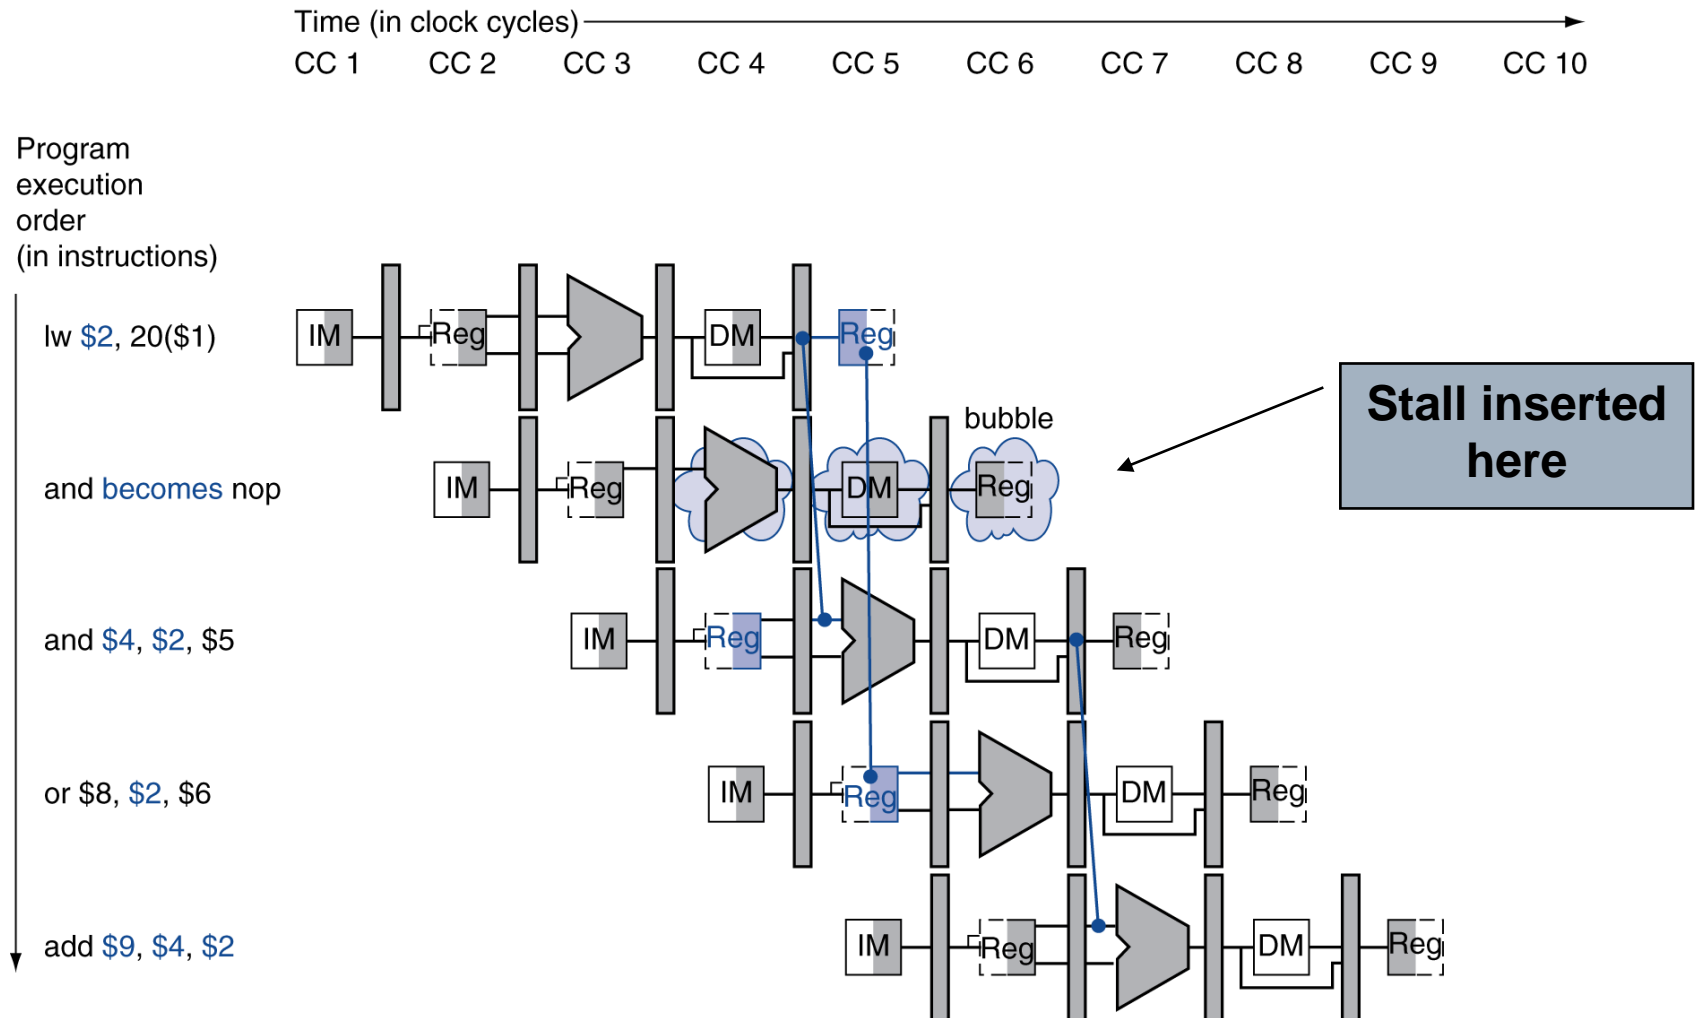 Time (in clock cycles)
CC 1 CC 2 CC 3 CC 4 CC 5 CC 6 CC 7 CC 8 CC 9 CC 10
Program
execution
order
(in instructions)
lw $2, 20($1)
IM Reg DM Reg
Stall inserted
here
bubble
and becomes nop
IM Reg DM Reg
and $4, $2, $5
IM Reg DM Reg
or $8, $2, $6
IM Reg DM Reg
add $9, $4, $2
IM Reg DM Reg